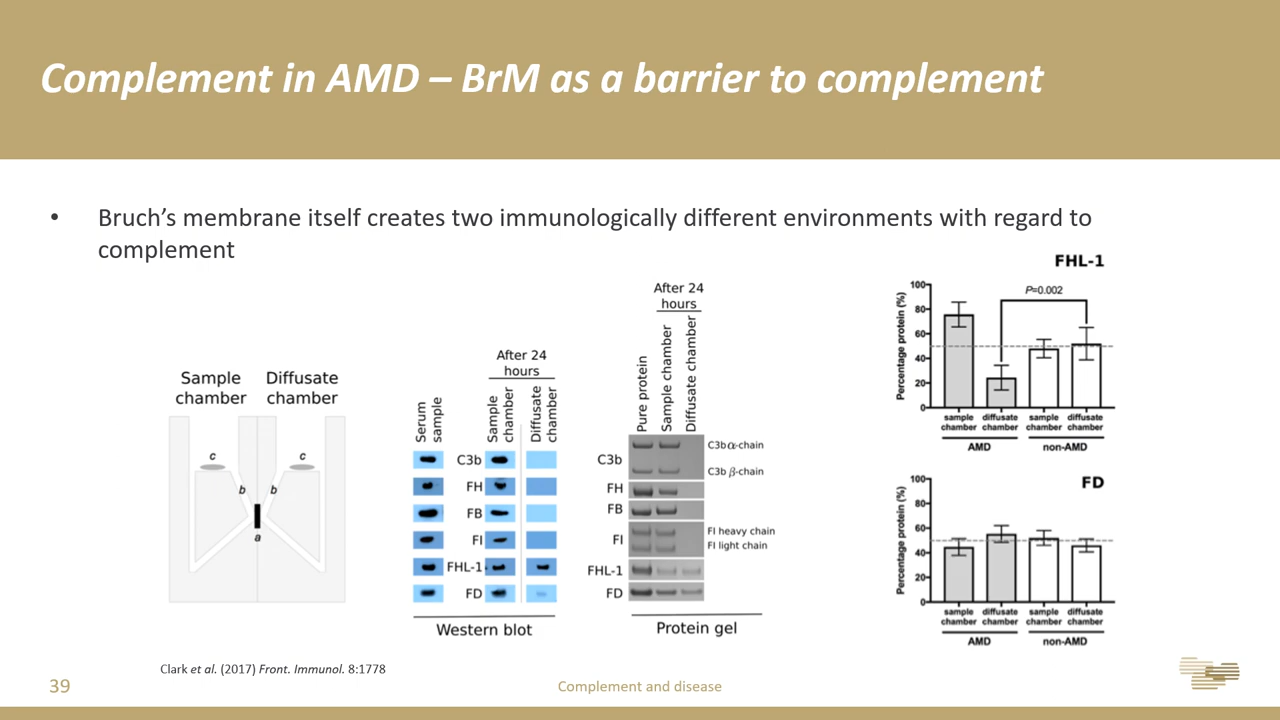 Complement in AMD – BrM as a barrier to complement
• Bruch’s membrane itself creates two immunologically different environments with regard to
complement
Sample
chamber
Diffusate
chamber
c
c
b
b
a
After 24
hours
Serum
sample
Sample
chamber
Diffusate
chamber
C3b
FH
FB
FI
FHL-1
FD
Western blot
After 24
hours
Pure protein
Sample chamber
Diffusate chamber
C3b
FH
FB
FI
FHL-1
FD
C3b α-chain
C3b β-chain
FI heavy chain
FI light chain
Protein gel
FHL-1
Percentage protein (%)
100
80
60
40
20
0
P=0.002
sample
chamber
diffusate
chamber
sample
chamber
diffusate
chamber
AMD
non-AMD
FD
Percentage protein (%)
100
80
60
40
20
0
sample
chamber
diffusate
chamber
sample
chamber
diffusate
chamber
AMD
non-AMD
Clark et al. (2017) Front. Immunol. 8:1778
39
Complement and disease